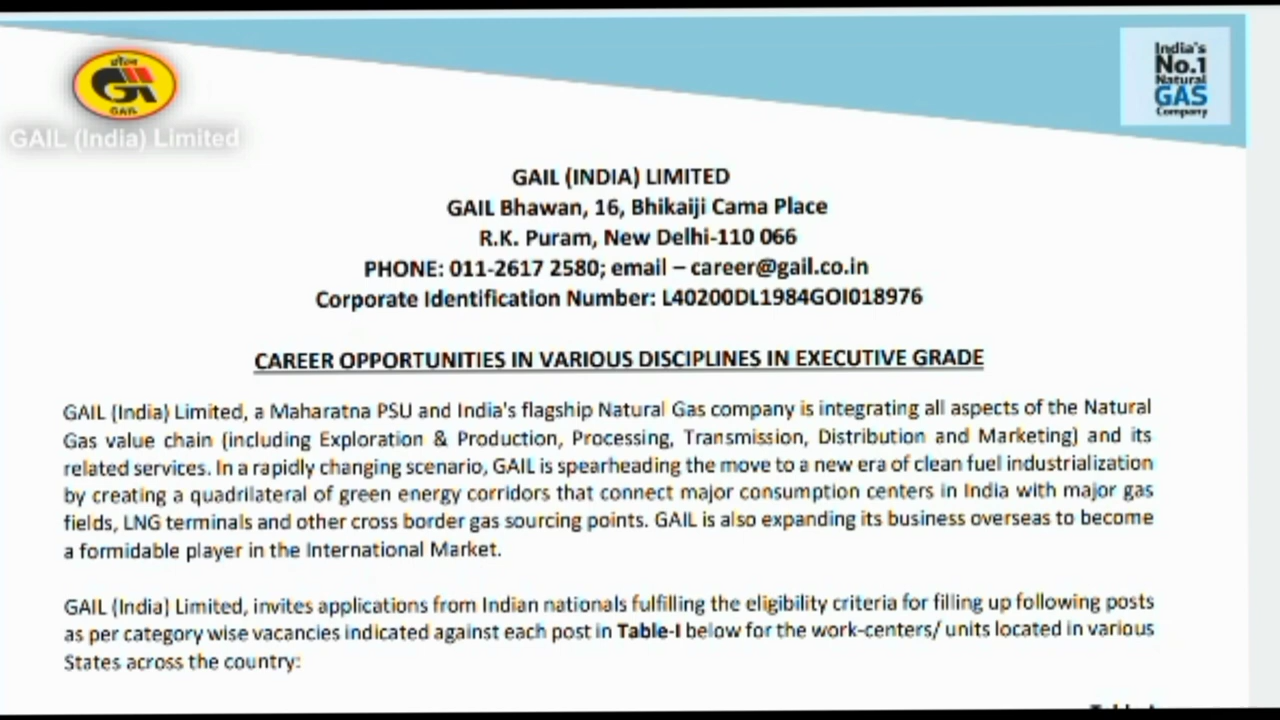 गेल
GAIL
GAIL (India) Limited
India's
No.1
Natural
GAS
Company
GAIL (INDIA) LIMITED
GAIL Bhawan, 16, Bhikaiji Cama Place
R.K. Puram, New Delhi-110 066
PHONE: 011-2617 2580; email – career@gail.co.in
Corporate Identification Number: L40200DL1984GOI018976
CAREER OPPORTUNITIES IN VARIOUS DISCIPLINES IN EXECUTIVE GRADE
GAIL (India) Limited, a Maharatna PSU and India's flagship Natural Gas company is integrating all aspects of the Natural
Gas value chain (including Exploration & Production, Processing, Transmission, Distribution and Marketing) and its
related services. In a rapidly changing scenario, GAIL is spearheading the move to a new era of clean fuel industrialization
by creating a quadrilateral of green energy corridors that connect major consumption centers in India with major gas
fields, LNG terminals and other cross border gas sourcing points. GAIL is also expanding its business overseas to become
a formidable player in the International Market.
GAIL (India) Limited, invites applications from Indian nationals fulfilling the eligibility criteria for filling up following posts
as per category wise vacancies indicated against each post in Table-I below for the work-centers/ units located in various
States across the country: